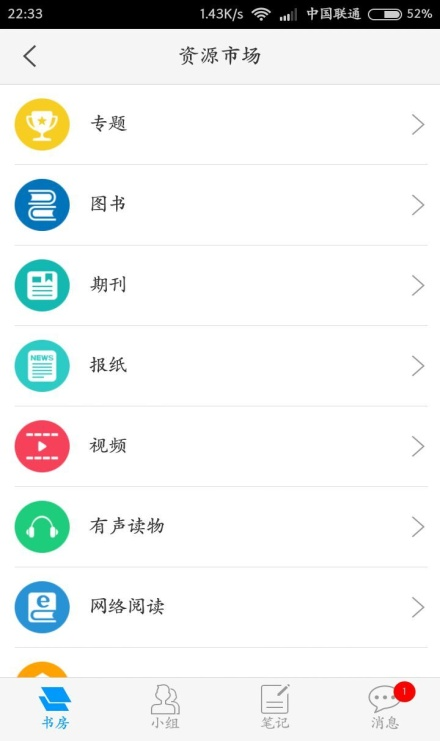 22:33 1.43K/s 中国联通 52%
资源市场
专题
图书
期刊
NEWS
报纸
视频
有声读物
e
网络阅读
书房 小组 笔记 消息
1